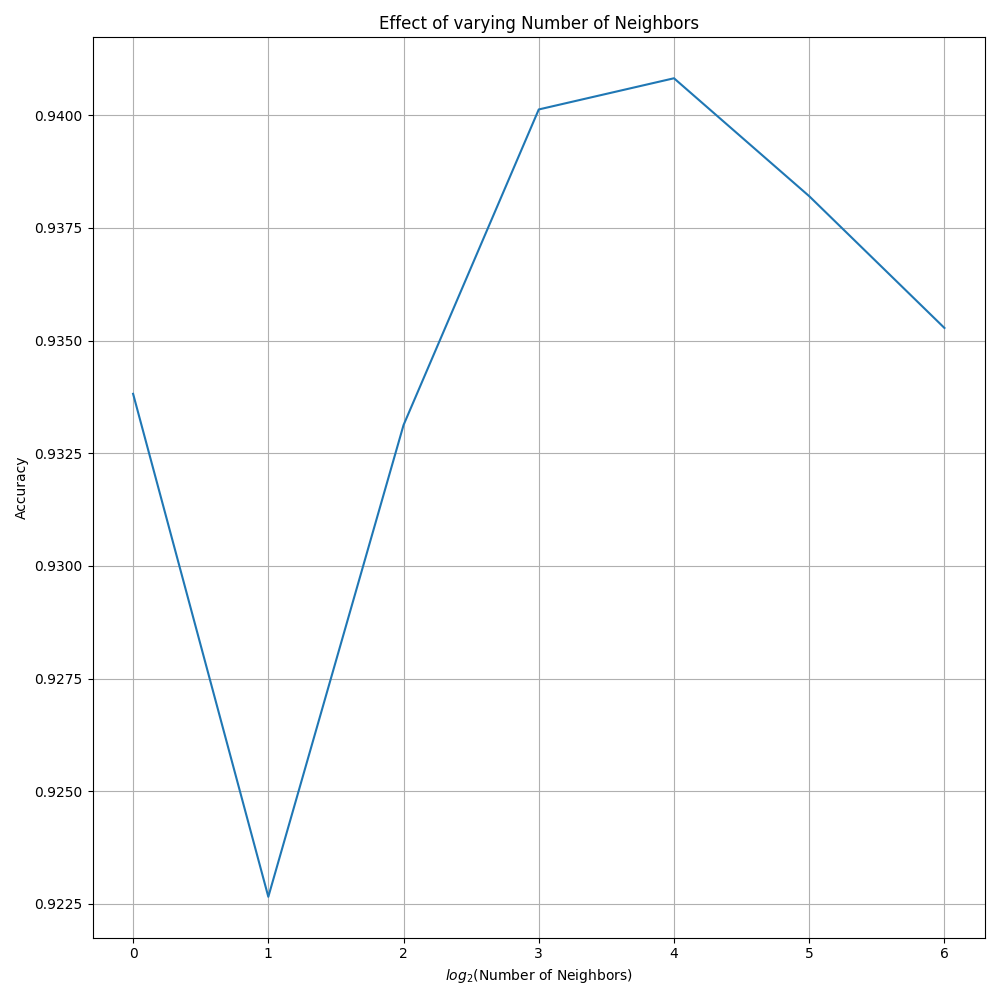 Effect of varying Number of Neighbors
Accuracy
0.9400
0.9375
0.9350
0.9325
0.9300
0.9275
0.9250
0.9225
0 1 2 3 4 5 6
log₂(Number of Neighbors)